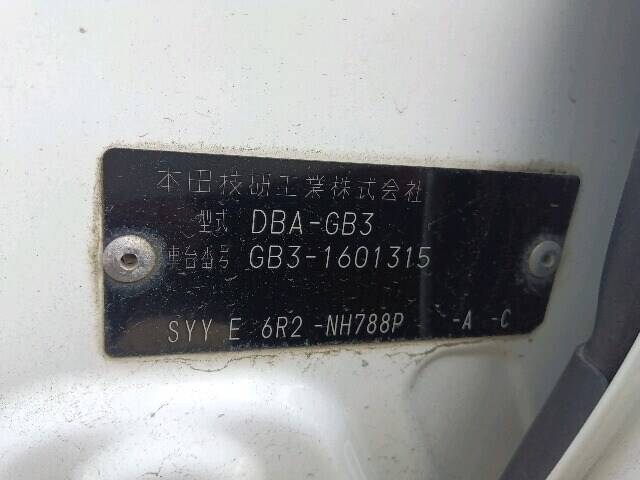 本田技研工業株式会社
型式 DBA-GB3
車台番号 GB3-1601315
SYY E 6R2 -NH788P -A -C